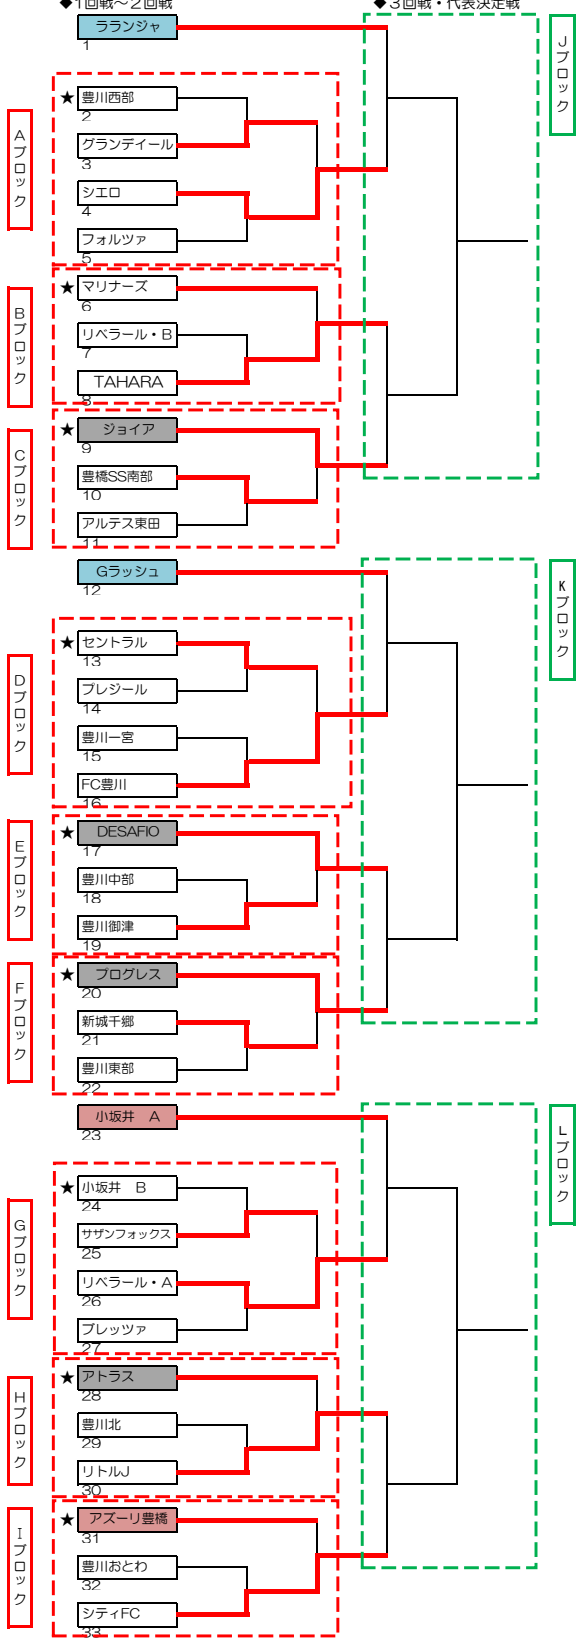 ◆1回戦～2回戦
◆3回戦・代表決定戦
Jブロック
ラランジャ
1
Aブロック
★ 豊川西部
2
グランデイール
3
シエロ
4
フォルツァ
5
Bブロック
★ マリナーズ
6
リベラール・B
7
TAHARA
8
Cブロック
★ ジョイア
9
豊橋SS南部
10
アルテス東田
11
Kブロック
Gラッシュ
12
Dブロック
★ セントラル
13
プレジール
14
豊川一宮
15
FC豊川
16
Eブロック
★ DESAFIO
17
豊川中部
18
豊川御津
19
Fブロック
★ プログレス
20
新城千郷
21
豊川東部
22
Lブロック
小坂井　A
23
Gブロック
★ 小坂井　B
24
サザンフォックス
25
リベラール・A
26
ブレッツァ
27
Hブロック
★ アトラス
28
豊川北
29
リトルJ
30
Iブロック
★ アズーリ豊橋
31
豊川おとわ
32
シティFC
33